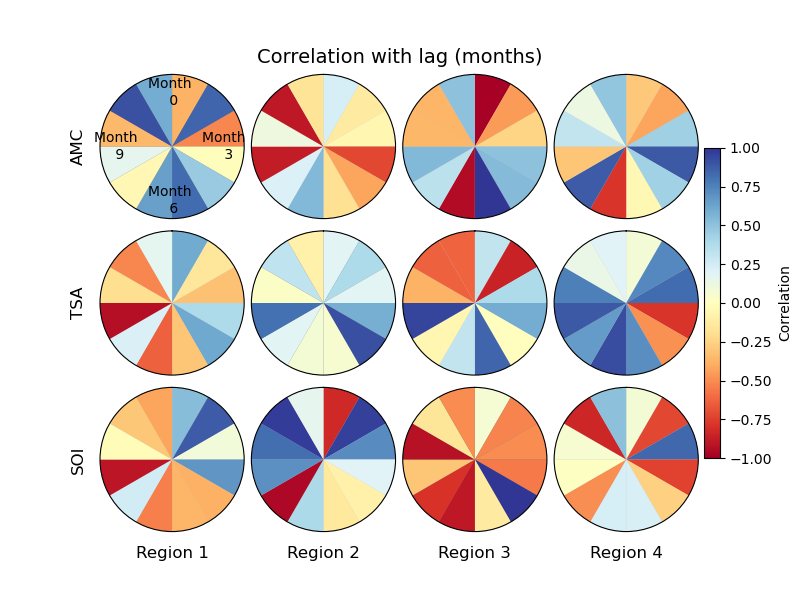 Correlation with lag (months)
Month
0
Month
9
Month
3
Month
6
AMC
TSA
SOI
Region 1
Region 2
Region 3
Region 4
1.00
0.75
0.50
0.25
0.00
−0.25
−0.50
−0.75
−1.00
Correlation